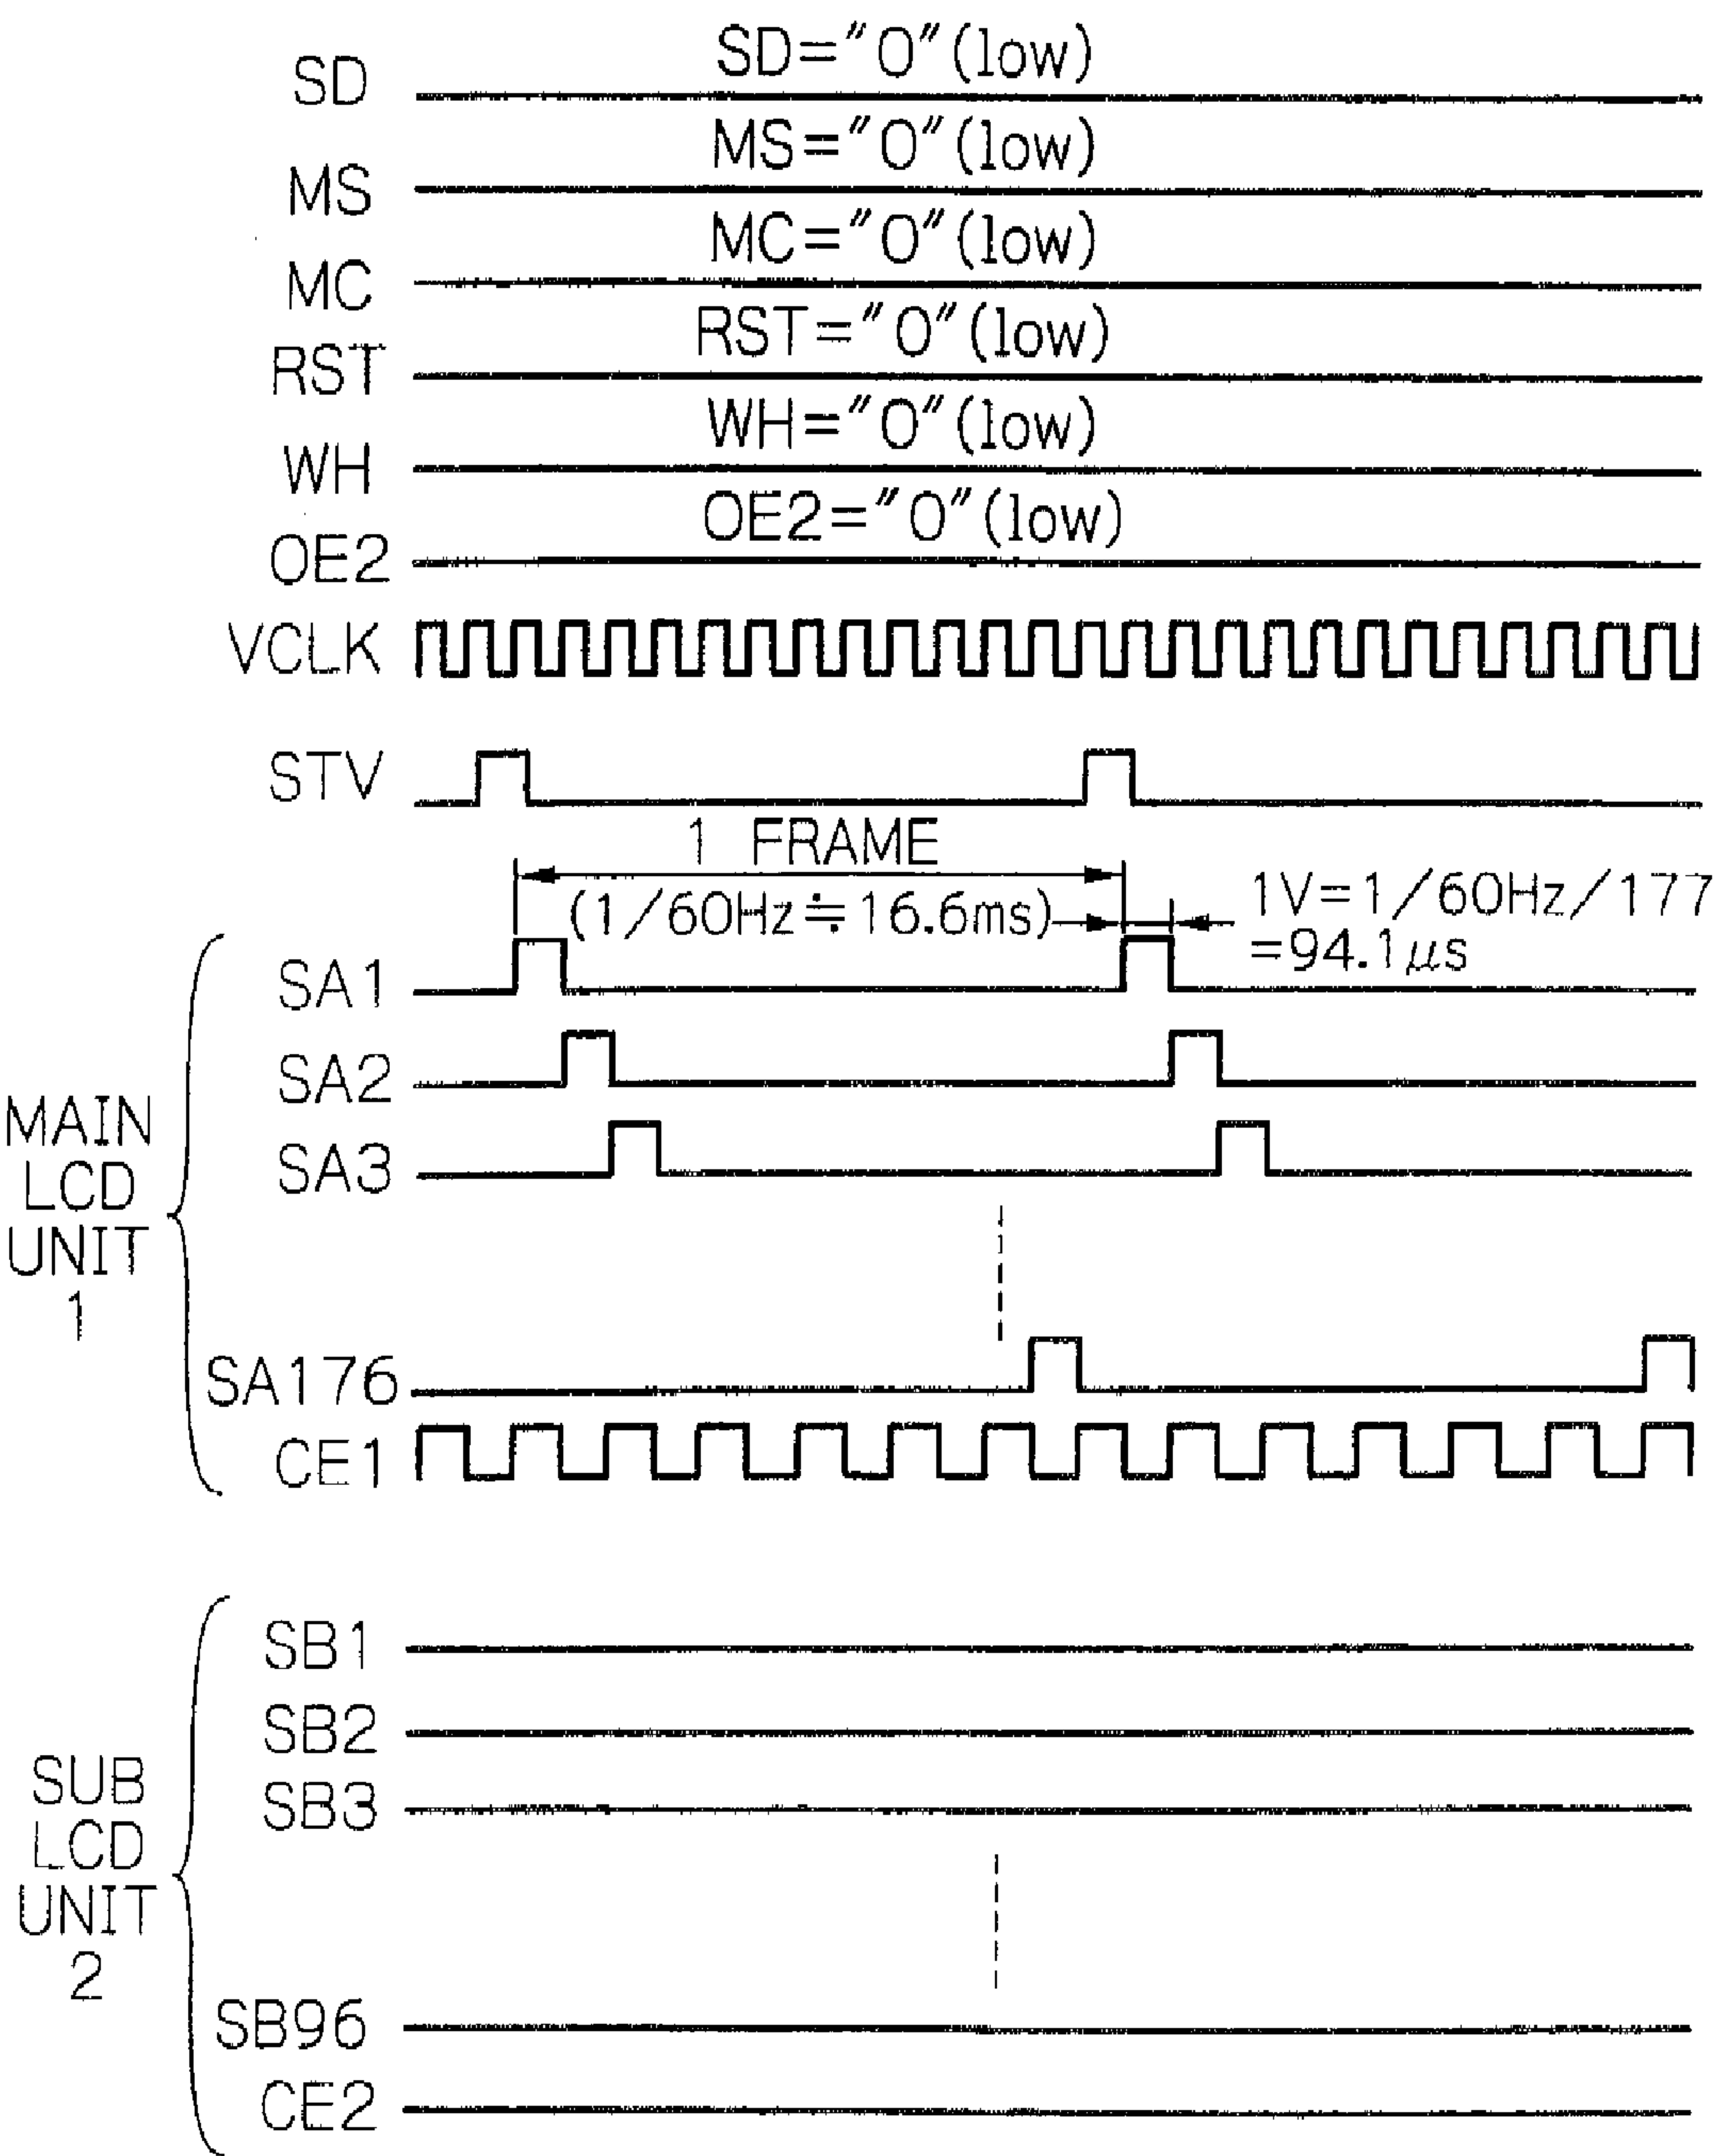 SD SD="0"(low)
MS MS="0"(low)
MC MC="0"(low)
RST RST="0"(low)
WH WH="0"(low)
OE2 OE2="0"(low)
VCLK
STV
1 FRAME
(1/60Hz≒16.6ms)
1V=1/60Hz/177
=94.1μs
MAIN
LCD
UNIT
1
SA1
SA2
SA3
SA176
CE1
SUB
LCD
UNIT
2
SB1
SB2
SB3
SB96
CE2